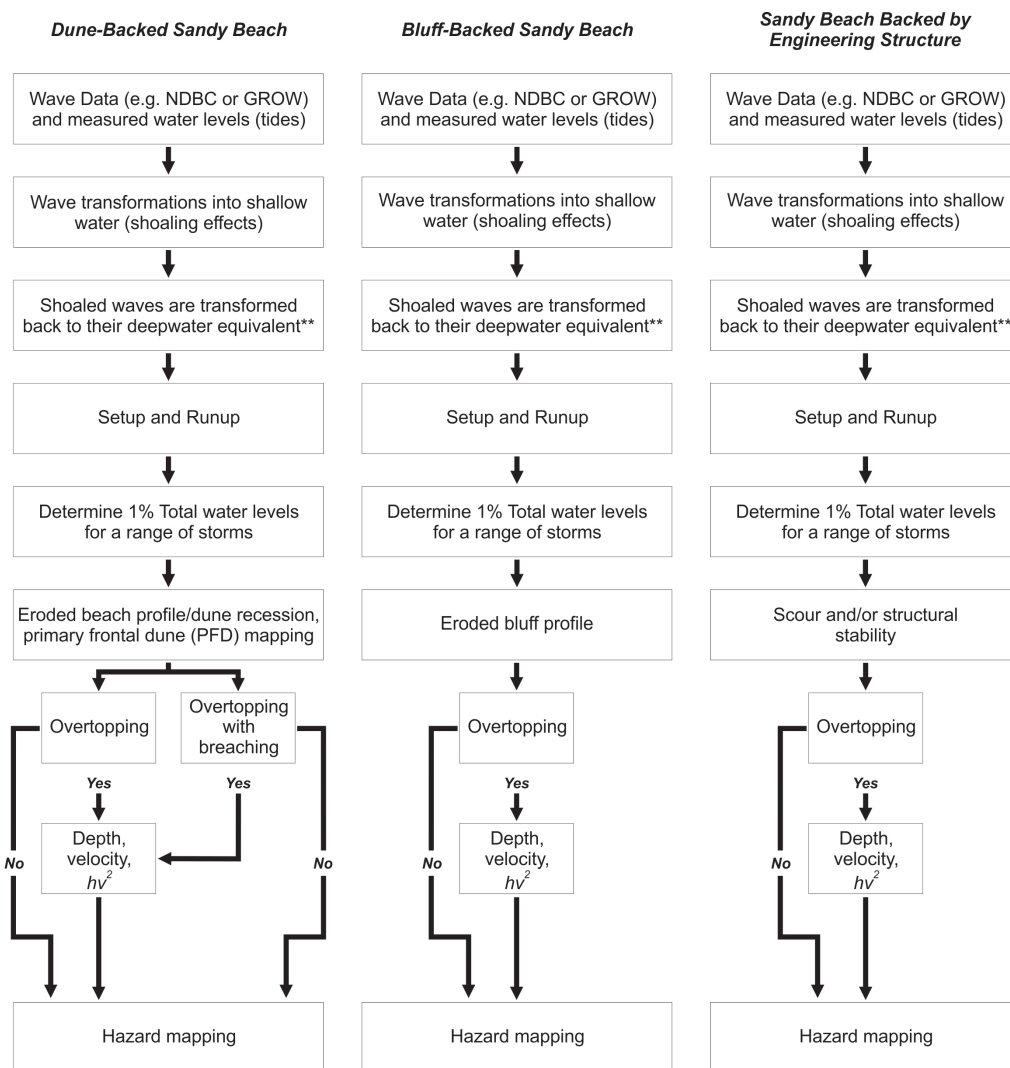 Dune-Backed Sandy Beach
Wave Data (e.g. NDBC or GROW)
and measured water levels (tides)
Wave transformations into shallow
water (shoaling effects)
Shoaled waves are transformed
back to their deepwater equivalent**
Setup and Runup
Determine 1% Total water levels
for a range of storms
Eroded beach profile/dune recession,
primary frontal dune (PFD) mapping
Overtopping
Overtopping
with
breaching
Yes
Yes
Depth,
velocity,
hv²
No
No
Hazard mapping
Bluff-Backed Sandy Beach
Wave Data (e.g. NDBC or GROW)
and measured water levels (tides)
Wave transformations into shallow
water (shoaling effects)
Shoaled waves are transformed
back to their deepwater equivalent**
Setup and Runup
Determine 1% Total water levels
for a range of storms
Eroded bluff profile
Overtopping
Yes
Depth,
velocity,
hv²
No
Hazard mapping
Sandy Beach Backed by
Engineering Structure
Wave Data (e.g. NDBC or GROW)
and measured water levels (tides)
Wave transformations into shallow
water (shoaling effects)
Shoaled waves are transformed
back to their deepwater equivalent**
Setup and Runup
Determine 1% Total water levels
for a range of storms
Scour and/or structural
stability
Overtopping
Yes
Depth,
velocity,
hv²
No
Hazard mapping